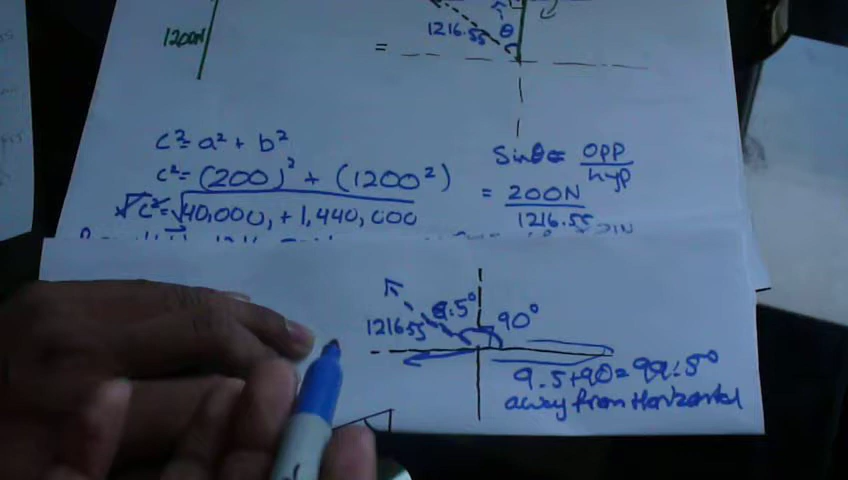 1200N
1216.55 θ
=
c²= a² + b²
c²= (200)² + (1200²)
√c²=√40,000, + 1,440,000
Sinθ= opp
hyp
= 200N
1216.55
9.5° 90°
1216.55
9.5+90=99.5°
away from Horizontal